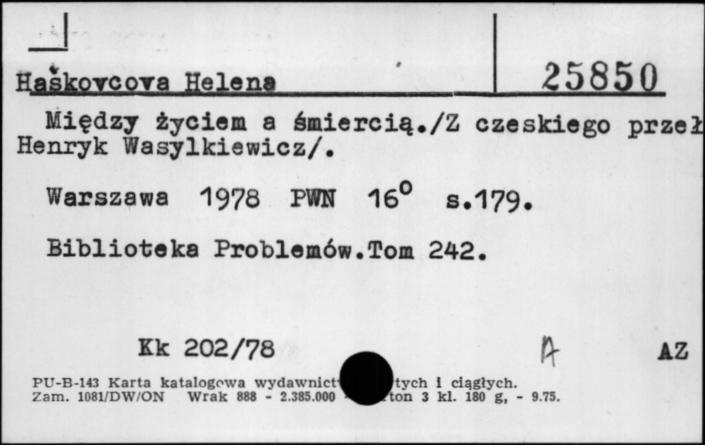 Haškovcova Helena 25850
Między życiem a śmiercią./Z czeskiego przeł
Henryk Wasylkiewicz/.
Warszawa 1978 PWN 16° s.179.
Biblioteka Problemów.Tom 242.
Kk 202/78 A AZ
PU-B-143 Karta katalogowa wydawnict tych i ciągłych.
Zam. 1081/DW/ON Wrak 888 - 2.385.000 - ton 3 kl. 180 g, - 9.75.